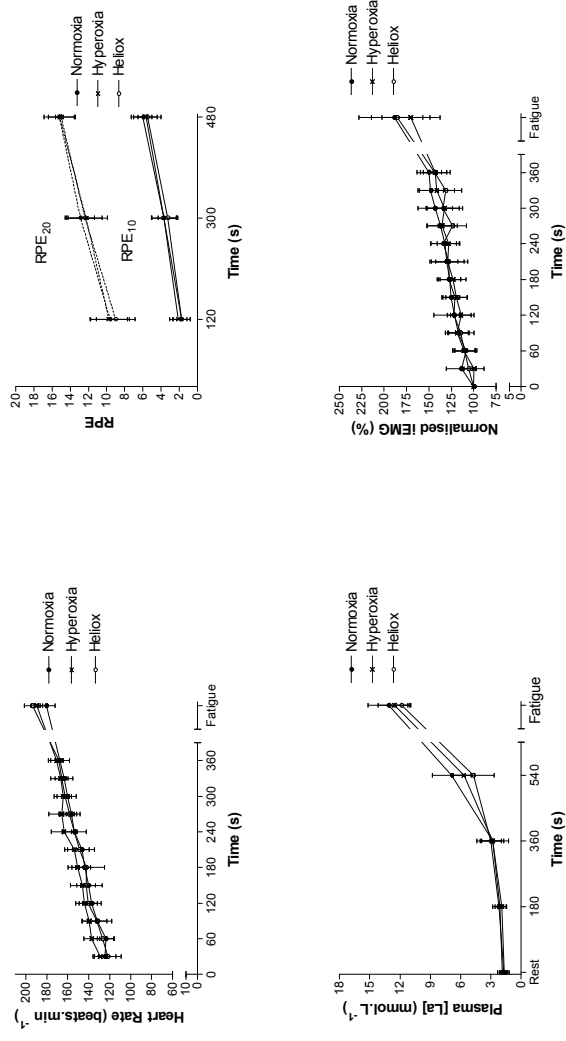 Heart Rate (beats.min⁻¹)
200
180
160
140
120
100
80
60
10
0
0 60 120 180 240 300 360 Fatigue
Time (s)
Normoxia
Hyperoxia
Heliox
RPE
20
18
16
14
12
10
8
6
4
2
0
RPE₂₀
RPE₁₀
120 300 480
Time (s)
Normoxia
Hyperoxia
Heliox
Plasma [La] (mmol.L⁻¹)
18
15
12
9
6
3
0
Rest 180 360 540 Fatigue
Time (s)
Normoxia
Hyperoxia
Heliox
Normalised iEMG (%)
250
225
200
175
150
125
100
75
5
0
0 60 120 180 240 300 360 Fatigue
Time (s)
Normoxia
Hyperoxia
Heliox